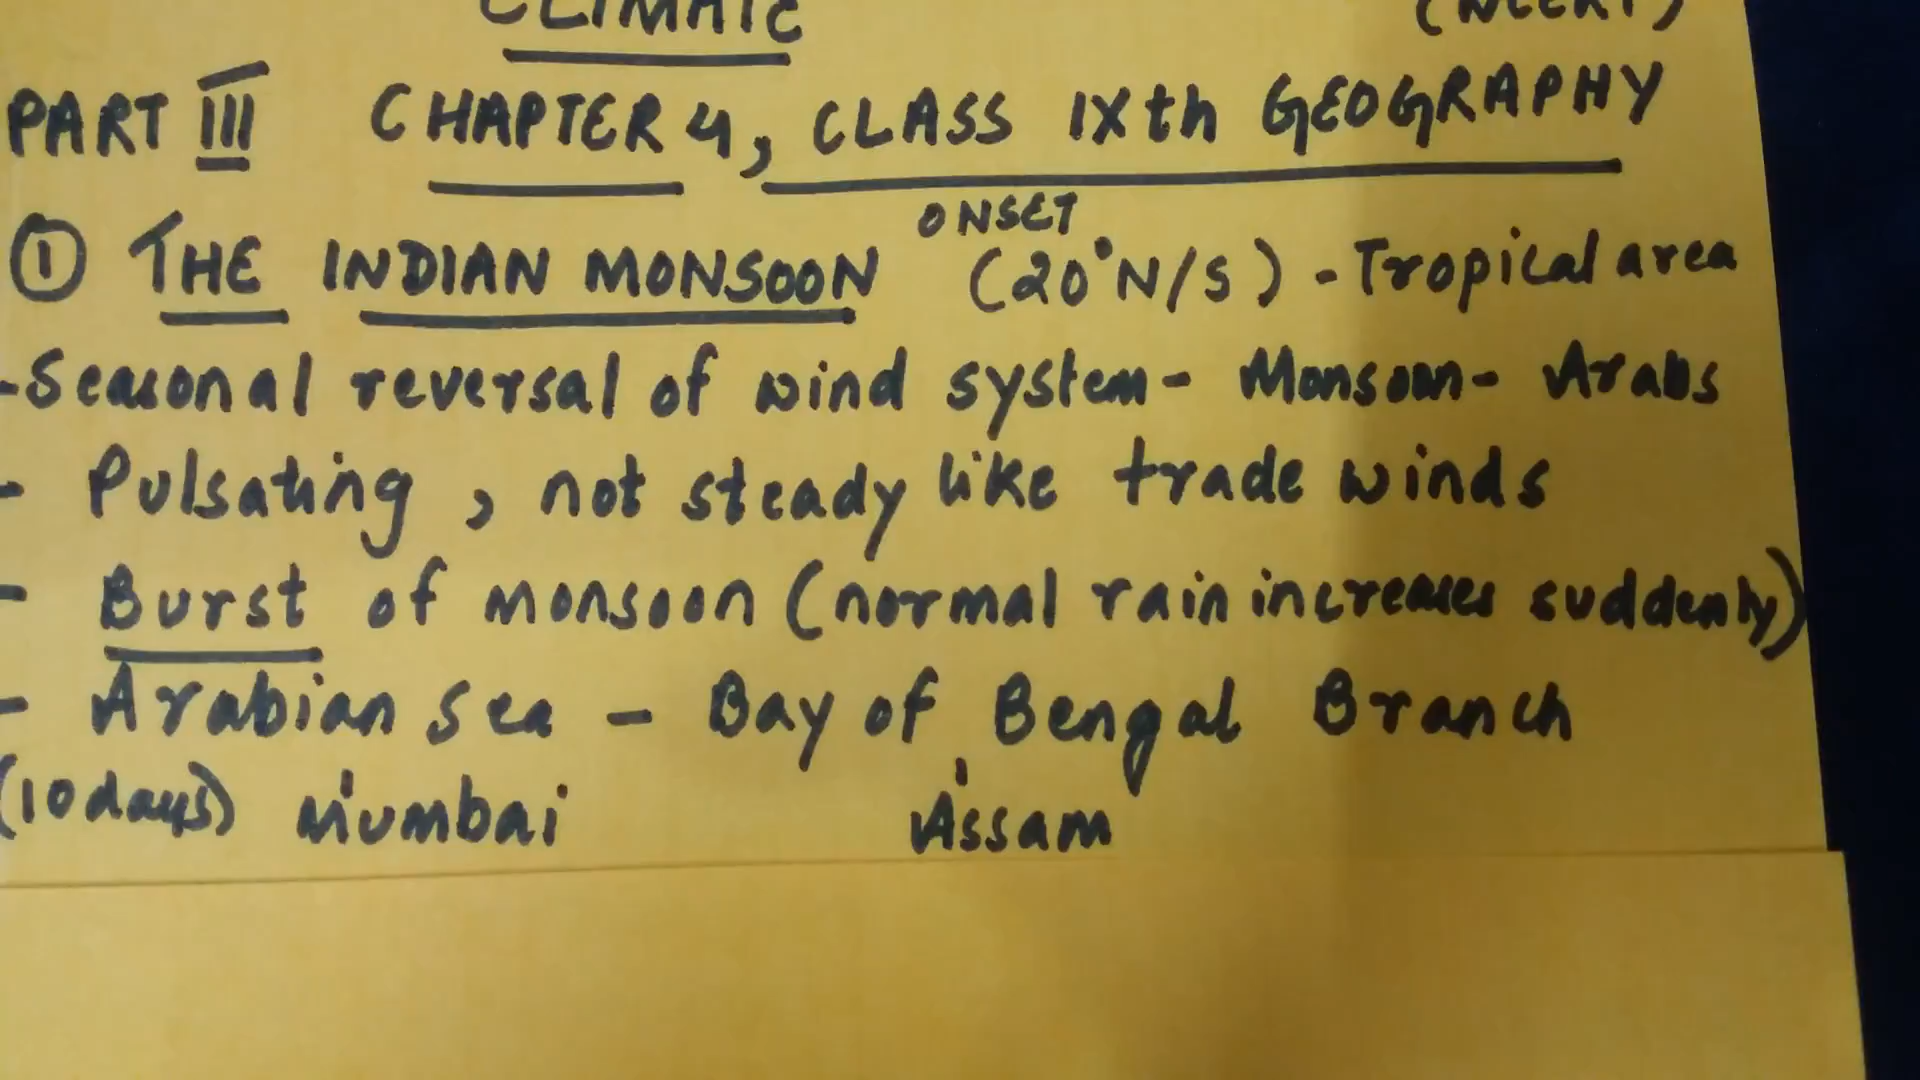 CLIMATE (NCERT)
PART III CHAPTER 4, CLASS IXth GEOGRAPHY
ONSET
① THE INDIAN MONSOON (20°N/S) - Tropical area
- Seasonal reversal of wind system - Monsoon - Arabs
- Pulsating, not steady like trade winds
- Burst of monsoon (normal rain increases suddenly)
- Arabian Sea - Bay of Bengal Branch
(10 days) Mumbai Assam